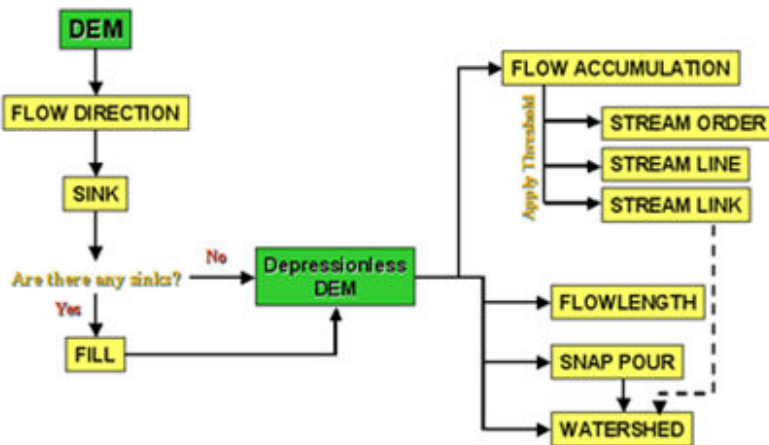 DEM
FLOW DIRECTION
SINK
Are there any sinks?
No
Yes
FILL
Depressionless
DEM
FLOW ACCUMULATION
Apply Threshold
STREAM ORDER
STREAM LINE
STREAM LINK
FLOWLENGTH
SNAP POUR
WATERSHED